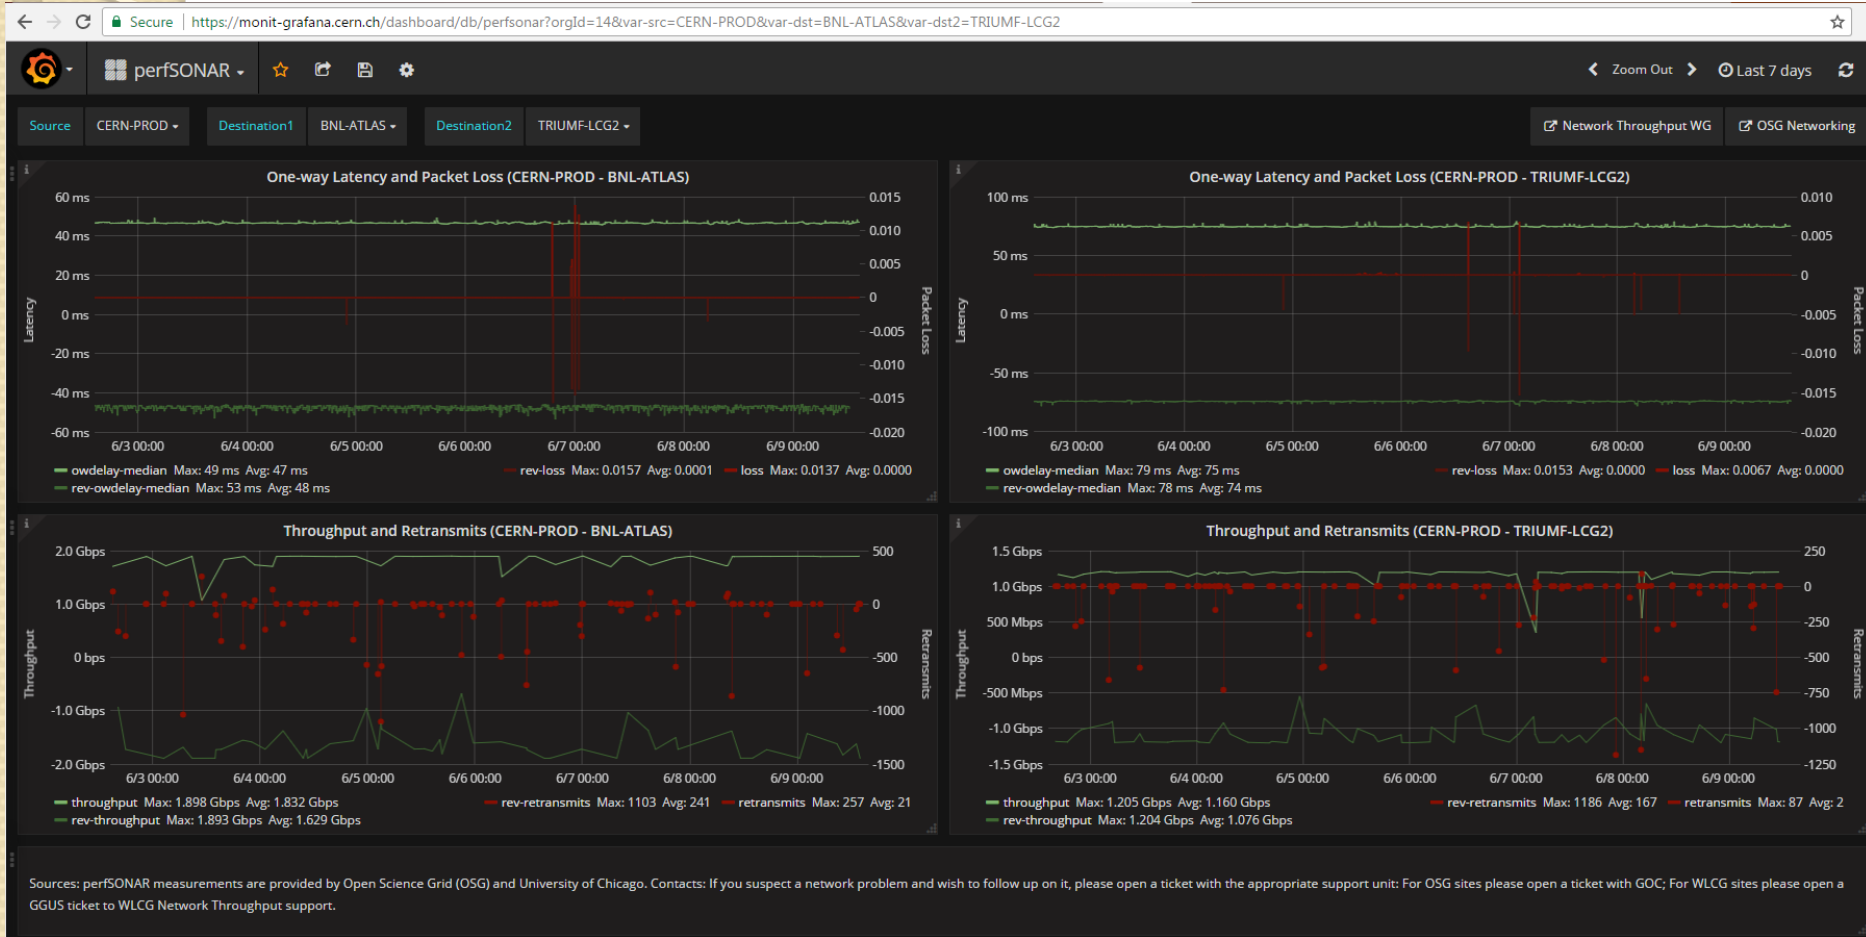 Secure | https://monit-grafana.cern.ch/dashboard/db/perfsonar?orgId=14&var-src=CERN-PROD&var-dst=BNL-ATLAS&var-dst2=TRIUMF-LCG2
perfSONAR
Zoom Out
Last 7 days
Source CERN-PROD Destination1 BNL-ATLAS Destination2 TRIUMF-LCG2
Network Throughput WG
OSG Networking
One-way Latency and Packet Loss (CERN-PROD - BNL-ATLAS)
60 ms
40 ms
20 ms
0 ms
-20 ms
-40 ms
-60 ms
Latency
0.015
0.010
0.005
0
-0.005
-0.010
-0.015
-0.020
Packet Loss
6/3 00:00 6/4 00:00 6/5 00:00 6/6 00:00 6/7 00:00 6/8 00:00 6/9 00:00
owdelay-median Max: 49 ms Avg: 47 ms
rev-loss Max: 0.0157 Avg: 0.0001 loss Max: 0.0137 Avg: 0.0000
rev-owdelay-median Max: 53 ms Avg: 48 ms
One-way Latency and Packet Loss (CERN-PROD - TRIUMF-LCG2)
100 ms
50 ms
0 ms
-50 ms
-100 ms
Latency
0.010
0.005
0
-0.005
-0.010
-0.015
-0.020
Packet Loss
6/3 00:00 6/4 00:00 6/5 00:00 6/6 00:00 6/7 00:00 6/8 00:00 6/9 00:00
owdelay-median Max: 79 ms Avg: 75 ms
rev-loss Max: 0.0153 Avg: 0.0000 loss Max: 0.0067 Avg: 0.0000
rev-owdelay-median Max: 78 ms Avg: 74 ms
Throughput and Retransmits (CERN-PROD - BNL-ATLAS)
2.0 Gbps
1.0 Gbps
0 bps
-1.0 Gbps
-2.0 Gbps
Throughput
500
0
-500
-1000
-1500
Retransmits
6/3 00:00 6/4 00:00 6/5 00:00 6/6 00:00 6/7 00:00 6/8 00:00 6/9 00:00
throughput Max: 1.898 Gbps Avg: 1.832 Gbps
rev-retransmits Max: 1103 Avg: 241 retransmits Max: 257 Avg: 21
rev-throughput Max: 1.893 Gbps Avg: 1.629 Gbps
Throughput and Retransmits (CERN-PROD - TRIUMF-LCG2)
1.5 Gbps
1.0 Gbps
500 Mbps
0 bps
-500 Mbps
-1.0 Gbps
-1.5 Gbps
Throughput
250
0
-250
-500
-750
-1000
-1250
Retransmits
6/3 00:00 6/4 00:00 6/5 00:00 6/6 00:00 6/7 00:00 6/8 00:00 6/9 00:00
throughput Max: 1.205 Gbps Avg: 1.160 Gbps
rev-retransmits Max: 1186 Avg: 167 retransmits Max: 87 Avg: 2
rev-throughput Max: 1.204 Gbps Avg: 1.076 Gbps
Sources: perfSONAR measurements are provided by Open Science Grid (OSG) and University of Chicago. Contacts: If you suspect a network problem and wish to follow up on it, please open a ticket with the appropriate support unit: For OSG sites please open a ticket with GOC; For WLCG sites please open a
GGUS ticket to WLCG Network Throughput support.